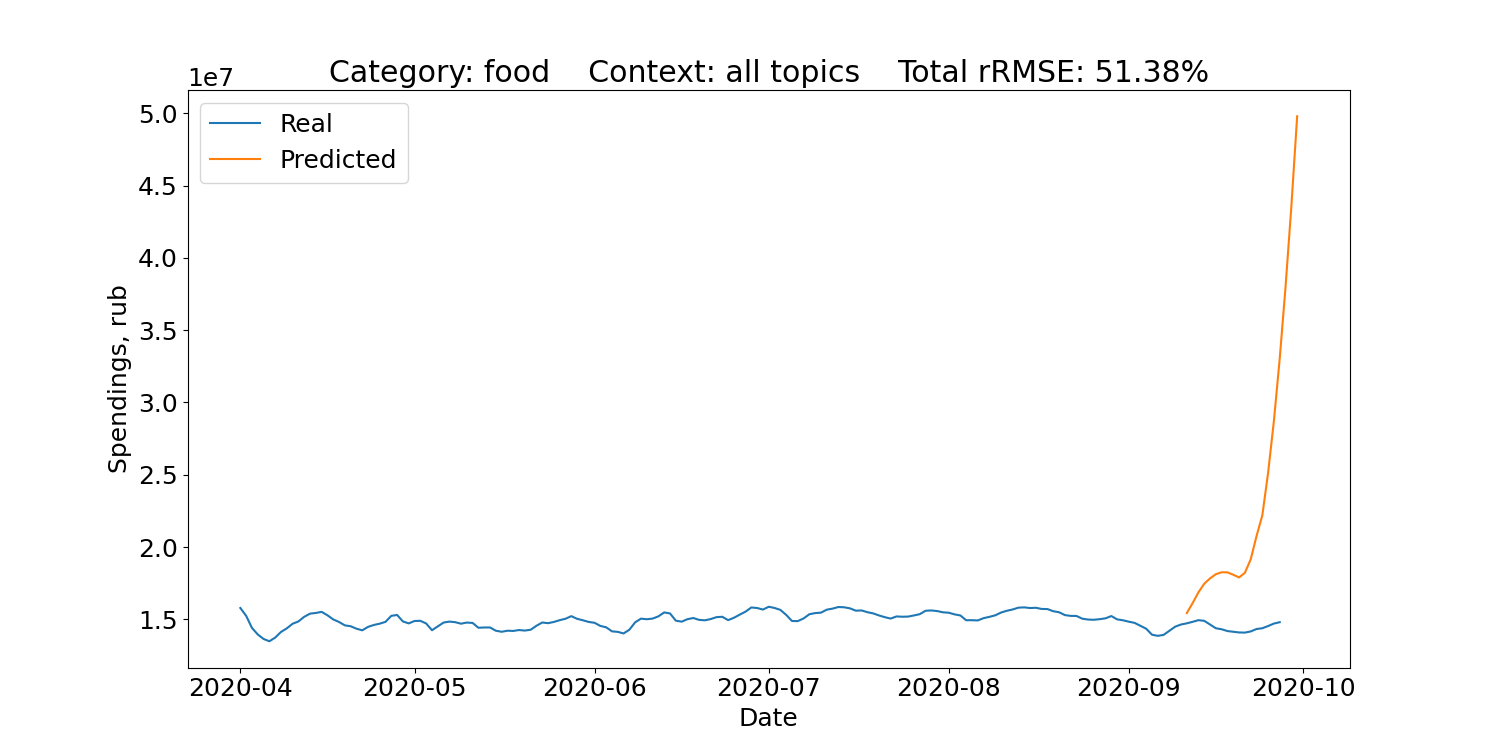 Category: food    Context: all topics    Total rRMSE: 51.38%
1e7
Real
Predicted
5.0
4.5
4.0
3.5
3.0
2.5
2.0
1.5
Spendings, rub
2020-04 2020-05 2020-06 2020-07 2020-08 2020-09 2020-10
Date